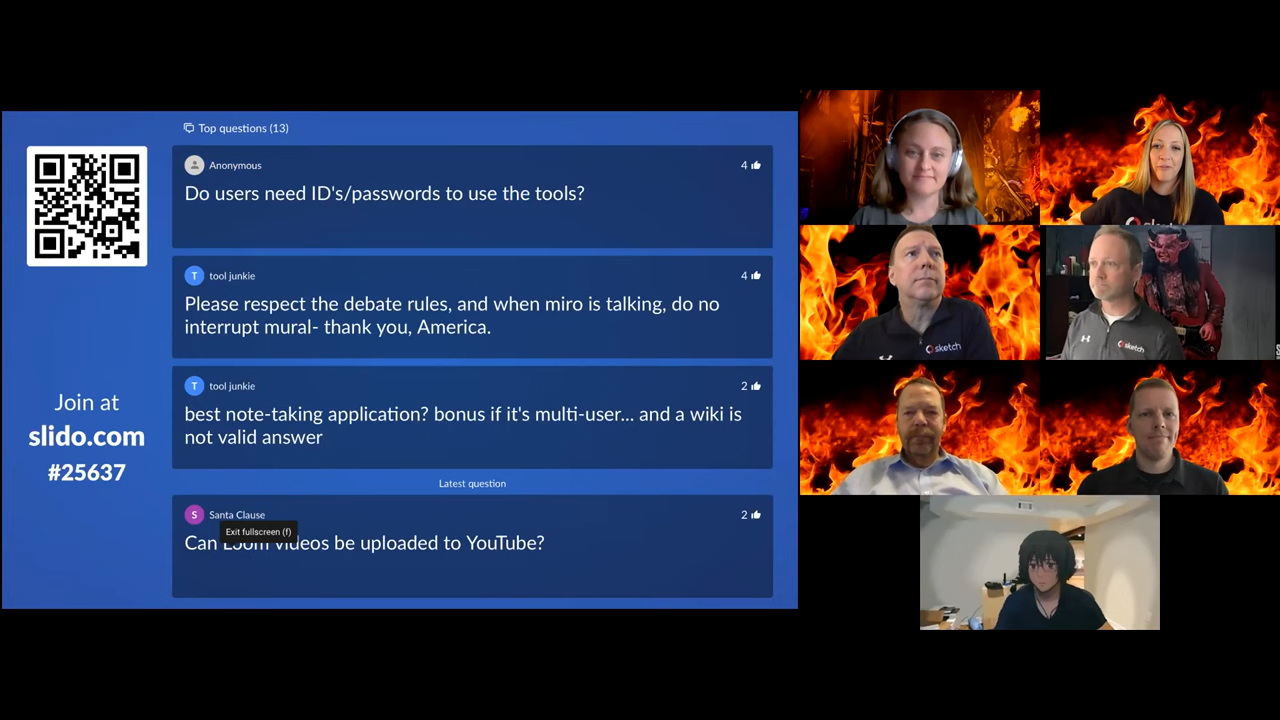 Top questions (13)
Anonymous
4
Do users need ID's/passwords to use the tools?
T
tool junkie
4
Please respect the debate rules, and when miro is talking, do no
interrupt mural- thank you, America.
T
tool junkie
2
best note-taking application? bonus if it's multi-user... and a wiki is
not valid answer
Latest question
S
Santa Clause
2
Exit fullscreen (f)
Can videos be uploaded to YouTube?
Join at
slido.com
#25637
sketch
sketch
sketch